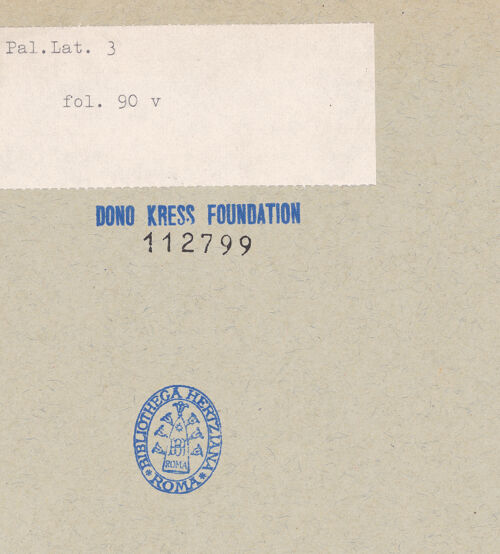 Pal.Lat. 3
fol. 90 v
DONO KRESS FOUNDATION
112799
BIBLIOTHECA HERTZIANA
ROMA
ROMA